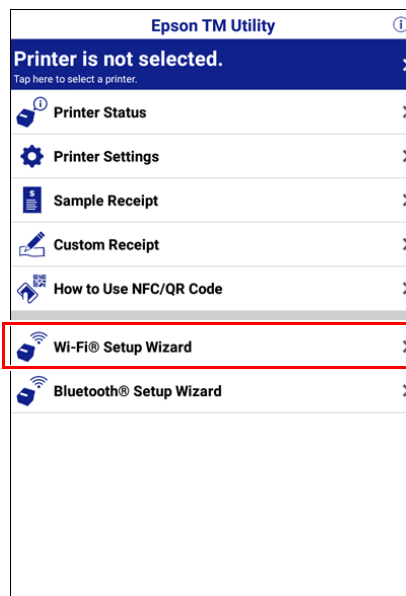 Epson TM Utility
Printer is not selected.
Tap here to select a printer.
Printer Status
Printer Settings
Sample Receipt
Custom Receipt
How to Use NFC/QR Code
Wi-Fi® Setup Wizard
Bluetooth® Setup Wizard